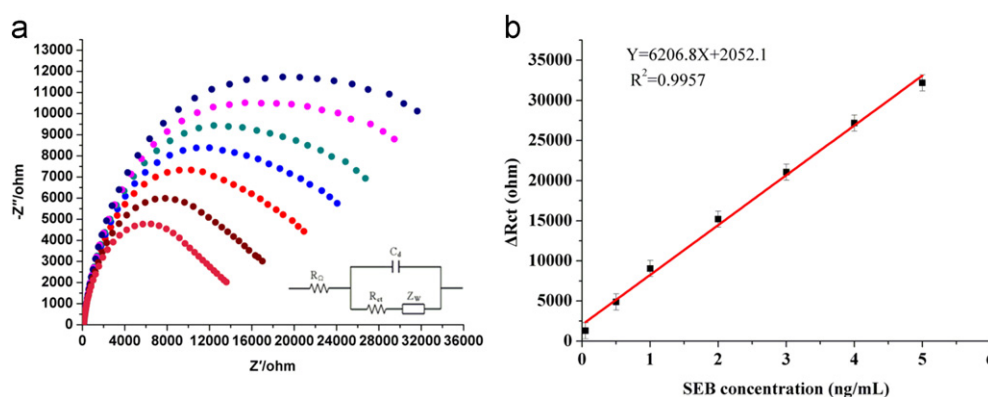 a
13000
12000
11000
10000
9000
8000
7000
6000
5000
4000
3000
2000
1000
0
-Z''/ohm
0 4000 8000 12000 16000 20000 24000 28000 32000 36000
Z'/ohm
RΩ
Cd
Rct
ZW
b
Y=6206.8X+2052.1
R²=0.9957
35000
30000
25000
20000
15000
10000
5000
0
ΔRct (ohm)
0 1 2 3 4 5 6
SEB concentration (ng/mL)